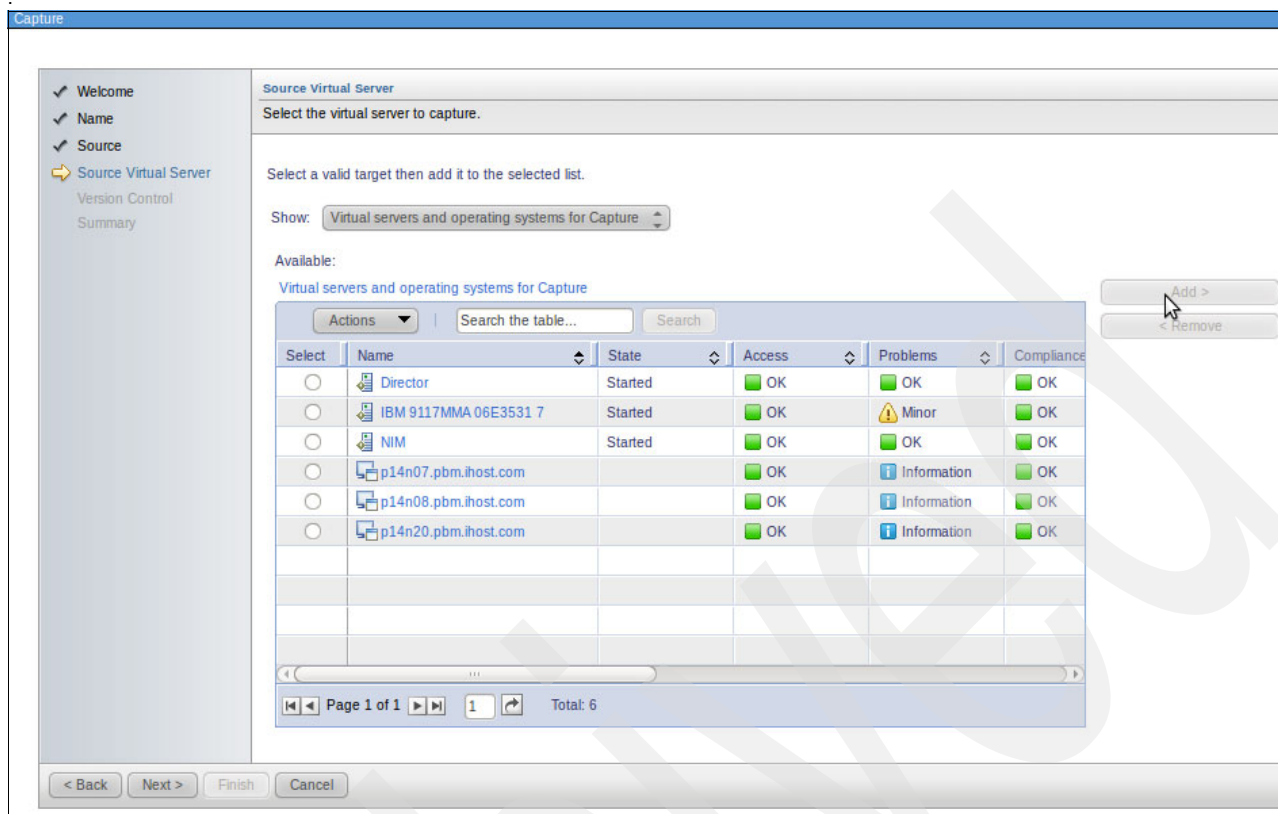 .
Capture
Welcome
Name
Source
Source Virtual Server
Version Control
Summary
Source Virtual Server
Select the virtual server to capture.
Select a valid target then add it to the selected list.
Show: Virtual servers and operating systems for Capture
Available:
Virtual servers and operating systems for Capture
Actions | Search the table... Search
Add >
< Remove
Select Name State Access Problems Compliance
Director Started OK OK OK
IBM 9117MMA 06E3531 7 Started OK Minor OK
NIM Started OK OK OK
p14n07.pbm.ihost.com OK Information OK
p14n08.pbm.ihost.com OK Information OK
p14n20.pbm.ihost.com OK Information OK
Page 1 of 1 1 Total: 6
< Back Next > Finish Cancel